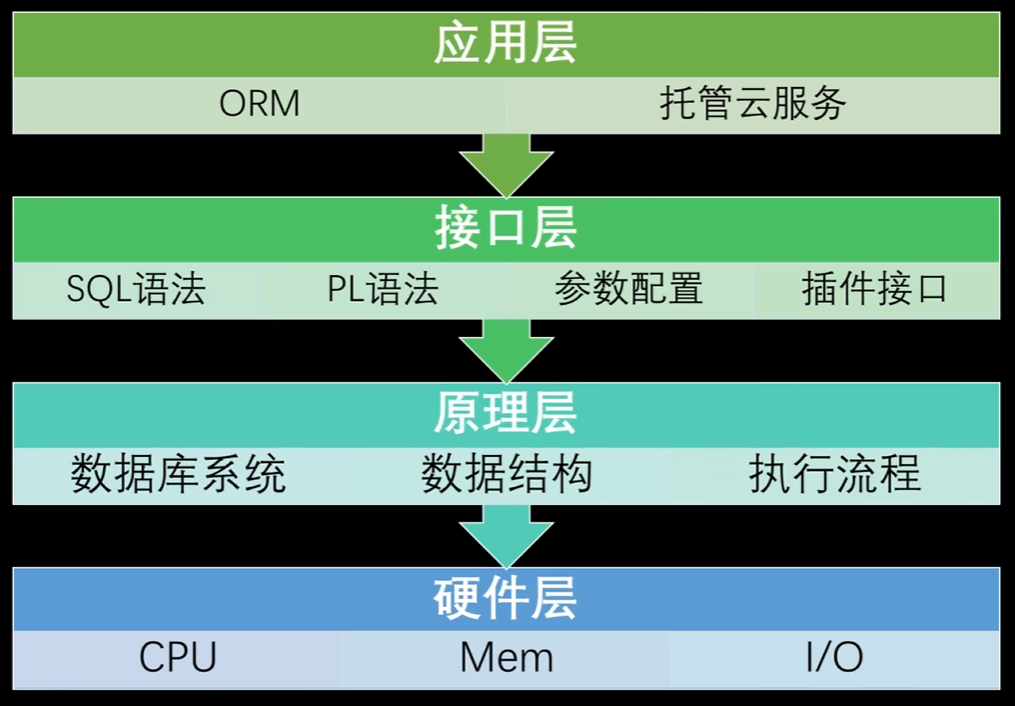 应用层
ORM 托管云服务
接口层
SQL语法 PL语法 参数配置 插件接口
原理层
数据库系统 数据结构 执行流程
硬件层
CPU Mem I/O